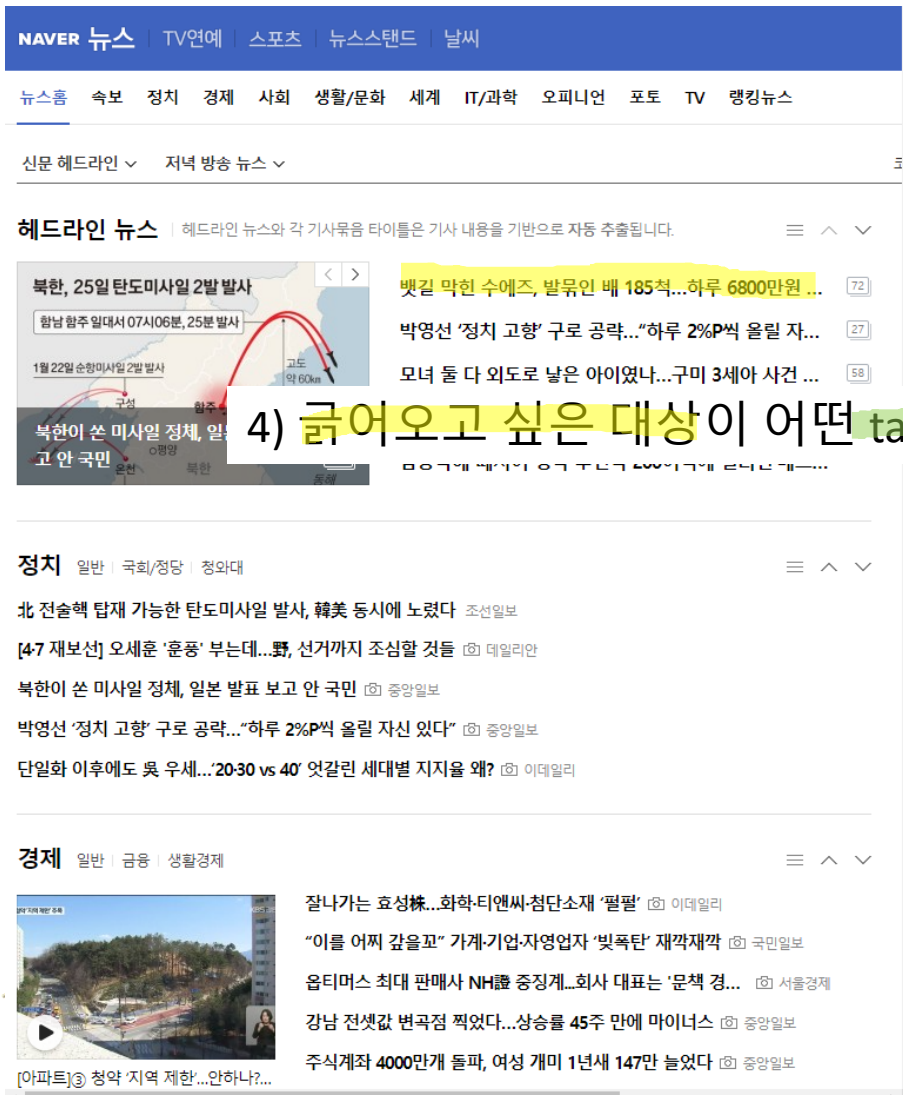 NAVER 뉴스 TV연예 스포츠 뉴스스탠드 날씨
뉴스홈 속보 정치 경제 사회 생활/문화 세계 IT/과학 오피니언 포토 TV 랭킹뉴스
신문 헤드라인 저녁 방송 뉴스
헤드라인 뉴스 헤드라인 뉴스와 각 기사묶음 타이틀은 기사 내용을 기반으로 자동 추출됩니다.
북한, 25일 탄도미사일 2발 발사
함남 함주 일대서 07시06분, 25분 발사
1월 22일 순항미사일 2발 발사
고도
약 60km
구성
함주
평양
온천
북한
동해
북한이 쏜 미사일 정체, 일
고 안 국민
뱃길 막힌 수에즈, 발묶인 배 185척...하루 6800만원 ... 72
박영선 ‘정치 고향’ 구로 공략...“하루 2%P씩 올릴 자... 27
모녀 둘 다 외도로 낳은 아이였나...구미 3세아 사건 ... 58
4) 긁어오고 싶은 대상이 어떤 ta
정치 일반 국회/정당 청와대
北 전술핵 탑재 가능한 탄도미사일 발사, 韓美 동시에 노렸다 조선일보
[4·7 재보선] 오세훈 '훈풍' 부는데...野, 선거까지 조심할 것들 데일리안
북한이 쏜 미사일 정체, 일본 발표 보고 안 국민 중앙일보
박영선 ‘정치 고향’ 구로 공략...“하루 2%P씩 올릴 자신 있다” 중앙일보
단일화 이후에도 吳 우세...‘20·30 vs 40’ 엇갈린 세대별 지지율 왜? 이데일리
경제 일반 금융 생활경제
잘나가는 효성株...화학·티앤씨·첨단소재 ‘펄펄’ 이데일리
“이를 어찌 갚을꼬” 가계·기업·자영업자 ‘빚폭탄’ 재깍재깍 국민일보
옵티머스 최대 판매사 NH證 중징계...회사 대표는 '문책 경... 서울경제
강남 전셋값 변곡점 찍었다...상승률 45주 만에 마이너스 중앙일보
주식계좌 4000만개 돌파, 여성 개미 1년새 147만 늘었다 중앙일보
[아파트]③ 청약 ‘지역 제한’...안하나?...